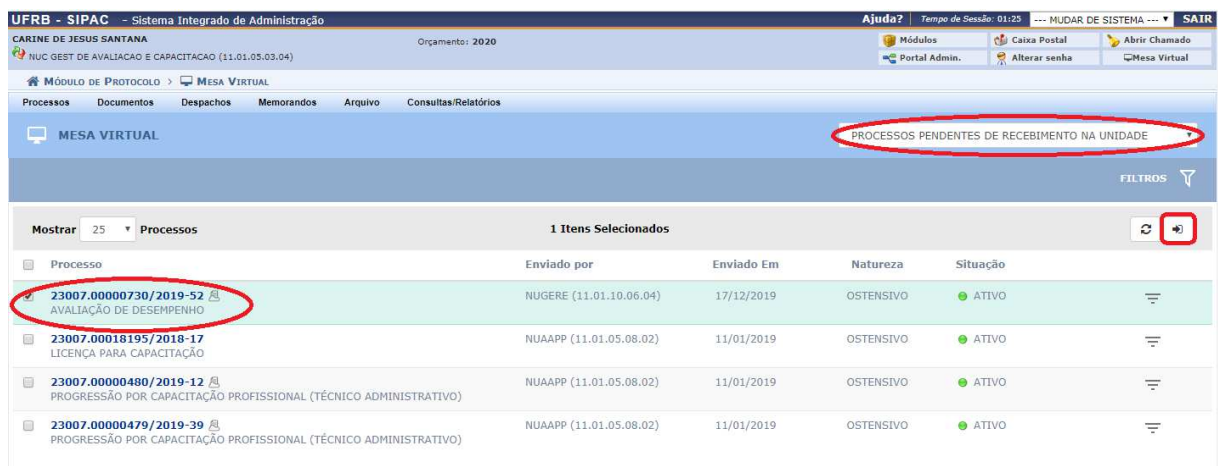 UFRB - SIPAC - Sistema Integrado de Administração Ajuda? Tempo de Sessão: 01:25 --- MUDAR DE SISTEMA --- SAIR
CARINE DE JESUS SANTANA Orçamento: 2020 Módulos Caixa Postal Abrir Chamado
NUC GEST DE AVALIACAO E CAPACITACAO (11.01.05.03.04) Portal Admin. Alterar senha Mesa Virtual
MÓDULO DE PROTOCOLO > MESA VIRTUAL
Processos Documentos Despachos Memorandos Arquivo Consultas/Relatórios
MESA VIRTUAL PROCESSOS PENDENTES DE RECEBIMENTO NA UNIDADE
FILTROS
Mostrar 25 Processos 1 Itens Selecionados
Processo Enviado por Enviado Em Natureza Situação
23007.00000730/2019-52 NUGERE (11.01.10.06.04) 17/12/2019 OSTENSIVO ATIVO
AVALIAÇÃO DE DESEMPENHO
23007.00018195/2018-17 NUAAPP (11.01.05.08.02) 11/01/2019 OSTENSIVO ATIVO
LICENÇA PARA CAPACITAÇÃO
23007.00000480/2019-12 NUAAPP (11.01.05.08.02) 11/01/2019 OSTENSIVO ATIVO
PROGRESSÃO POR CAPACITAÇÃO PROFISSIONAL (TÉCNICO ADMINISTRATIVO)
23007.00000479/2019-39 NUAAPP (11.01.05.08.02) 11/01/2019 OSTENSIVO ATIVO
PROGRESSÃO POR CAPACITAÇÃO PROFISSIONAL (TÉCNICO ADMINISTRATIVO)